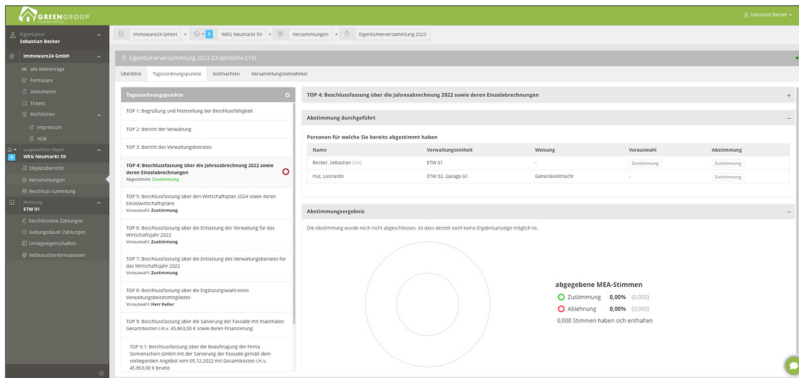 GREENGROUP
Sebastian Becker
Eigentümer
Sebastian Becker
Immoware24 GmbH
WEG Neumarkt 59
Versammlungen
Eigentümerversammlung 2023
Immoware24 GmbH
alle Mietverträge
Formulare
Dokumente
Tickets
Rechtliches
Impressum
AGB
ausgewähltes Objekt
WEG Neumarkt 59
Objektübersicht
Versammlungen
Beschluss-Sammlung
Wohnung
ETW 01
beschlossene Zahlungen
Geltungsdauer Zahlungen
Umlageeigenschaften
Verbrauchsinformationen
Eigentümerversammlung 2023 (Ordentliche ETV)
Überblick Tagesordnungspunkte Vollmachten Versammlungsteilnehmer
Tagesordnungspunkte
TOP 1: Begrüßung und Feststellung der Beschlussfähigkeit
TOP 2: Bericht der Verwaltung
TOP 3: Bericht des Verwaltungsbeirates
TOP 4: Beschlussfassung über die Jahresabrechnung 2022 sowie
deren Einzelabrechnungen
Abgestimmt: Zustimmung
TOP 5: Beschlussfassung über den Wirtschaftsplan 2024 sowie deren
Einzelwirtschaftspläne
Vorauswahl: Zustimmung
TOP 6: Beschlussfassung über die Entlastung der Verwaltung für das
Wirtschaftsjahr 2022
Vorauswahl: Zustimmung
TOP 7: Beschlussfassung über die Entlastung des Verwaltungsbeirates für
das Wirtschaftsjahr 2022
Vorauswahl: Zustimmung
TOP 8: Beschlussfassung über die Ergänzungswahl eines
Verwaltungsbeiratsmitgliedes
Vorauswahl: Herr Keller
TOP 9: Beschlussfassung über die Sanierung der Fassade mit maximalen
Gesamtkosten i.H.v. 45.863,00 € sowie deren Finanzierung
TOP 9.1: Beschlussfassung über die Beauftragung der Firma
Sonnenschein GmbH mit der Sanierung der Fassade gemäß dem
vorliegenden Angebot vom 05.12.2022 mit Gesamtkosten i.H.v.
45.863,00 € brutto
TOP 4: Beschlussfassung über die Jahresabrechnung 2022 sowie deren Einzelabrechnungen
Abstimmung durchgeführt
Personen für welche Sie bereits abgestimmt haben
Name Verwaltungseinheit Weisung Vorauswahl Abstimmung
Becker, Sebastian (Sie) ETW 01 - Zustimmung Zustimmung
Hut, Leonardo ETW 02, Garage G1 Generalvollmacht - Zustimmung
Abstimmungsergebnis
Die Abstimmung wurde noch nicht abgeschlossen, so dass derzeit noch keine Ergebnisanzeige möglich ist.
abgegebene MEA-Stimmen
Zustimmung 0,00% (0,000)
Ablehnung 0,00% (0,000)
0,000 Stimmen haben sich enthalten